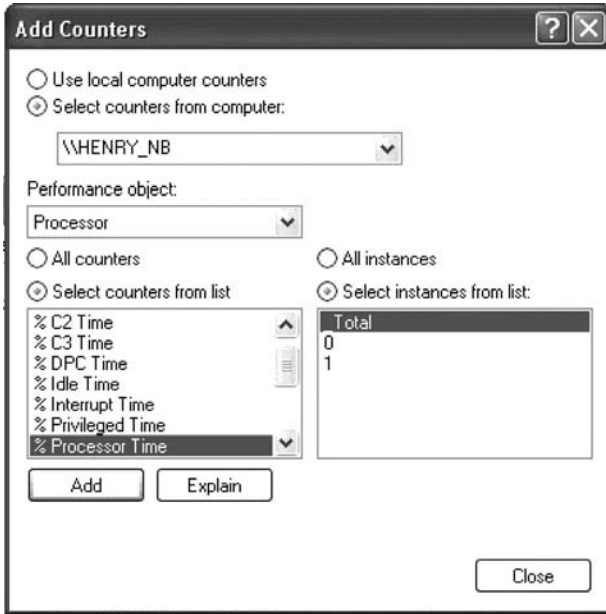 Add Counters
Use local computer counters
Select counters from computer:
\\HENRY_NB
Performance object:
Processor
All counters
All instances
Select counters from list
Select instances from list:
% C2 Time
% C3 Time
% DPC Time
% Idle Time
% Interrupt Time
% Privileged Time
% Processor Time
_Total
0
1
Add
Explain
Close